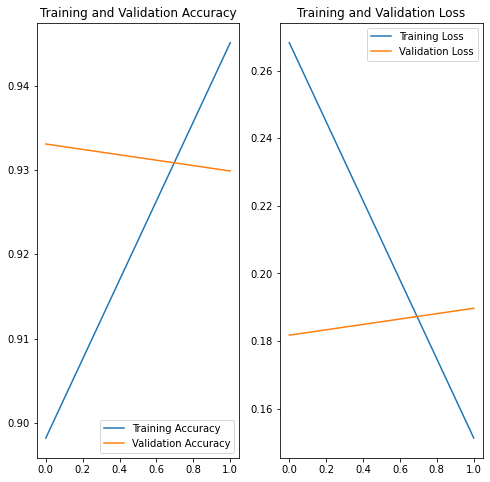 Training and Validation Accuracy
0.94
0.93
0.92
0.91
0.90
Training Accuracy
Validation Accuracy
0.0 0.2 0.4 0.6 0.8 1.0
Training and Validation Loss
Training Loss
Validation Loss
0.26
0.24
0.22
0.20
0.18
0.16
0.0 0.2 0.4 0.6 0.8 1.0